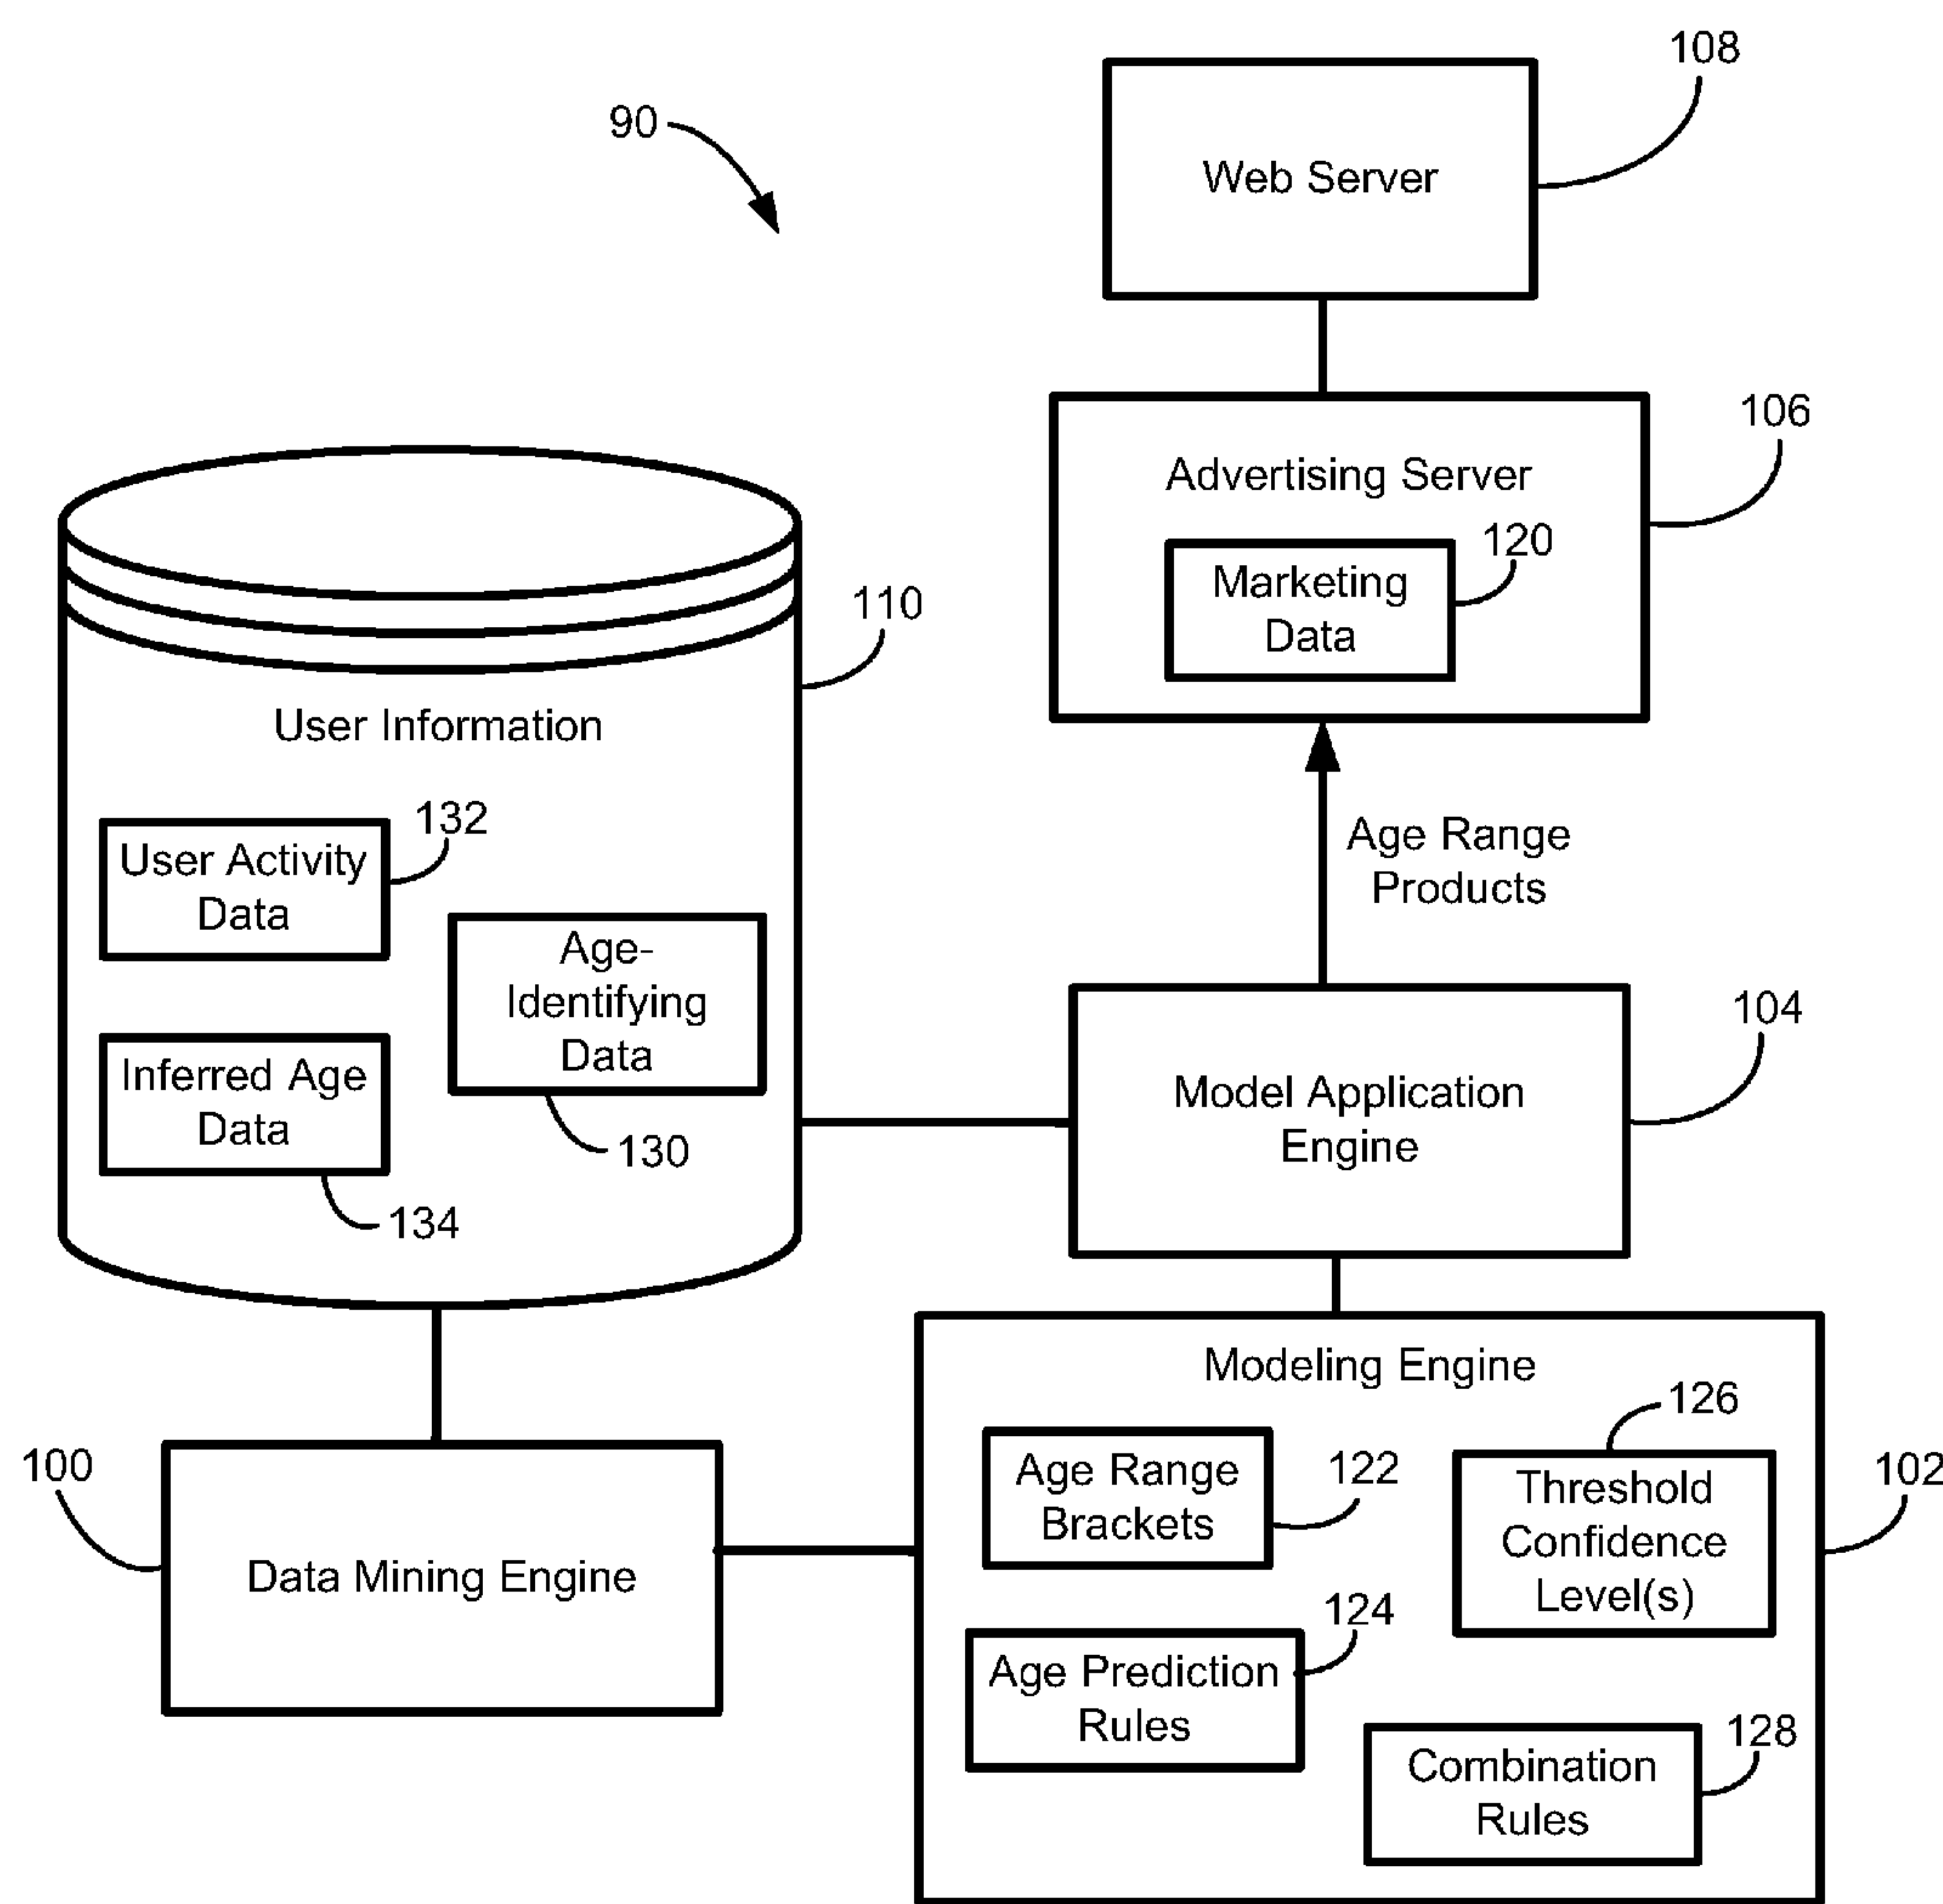 108
90
Web Server
106
Advertising Server
120
Marketing
Data
110
User Information
132
User Activity
Data
Age Range
Products
Age-
Identifying
Data
104
Inferred Age
Data
Model Application
Engine
130
134
Modeling Engine
126
100
Age Range
Brackets
122
Threshold
Confidence
Level(s)
102
Data Mining Engine
124
Age Prediction
Rules
128
Combination
Rules